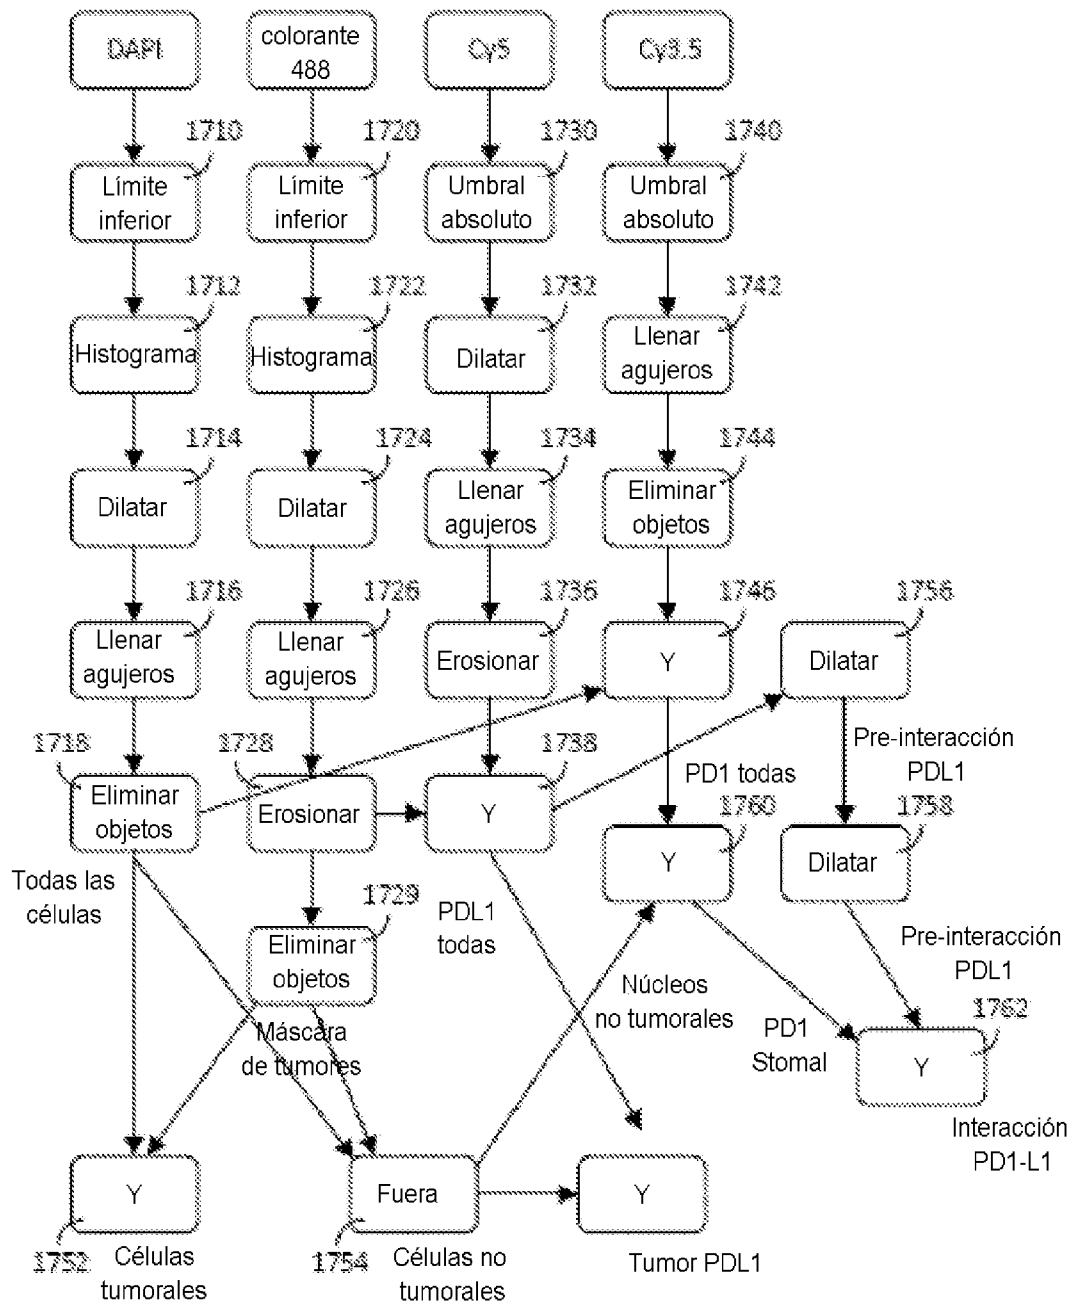 DAPI
colorante
488
Cy5
Cy3.5
1710
1720
1730
1740
Límite
inferior
Límite
inferior
Umbral
absoluto
Umbral
absoluto
1712
1722
1732
1742
Histograma
Histograma
Dilatar
Llenar
agujeros
1714
1724
1734
1744
Dilatar
Dilatar
Llenar
agujeros
Eliminar
objetos
1716
1726
1736
1746
1756
Llenar
agujeros
Llenar
agujeros
Erosionar
Y
Dilatar
1718
1728
1738
PD1 todas
Pre-interacción
PDL1
Eliminar
objetos
Erosionar
Y
1760
1758
Y
Dilatar
Todas las
células
1729
PDL1
todas
Eliminar
objetos
Núcleos
no tumorales
Pre-interacción
PDL1
Máscara
de tumores
PD1
Stomal
1762
Y
Interacción
PD1-L1
Y
Fuera
Y
1752
Células
tumorales
1754
Células no
tumorales
Tumor PDL1